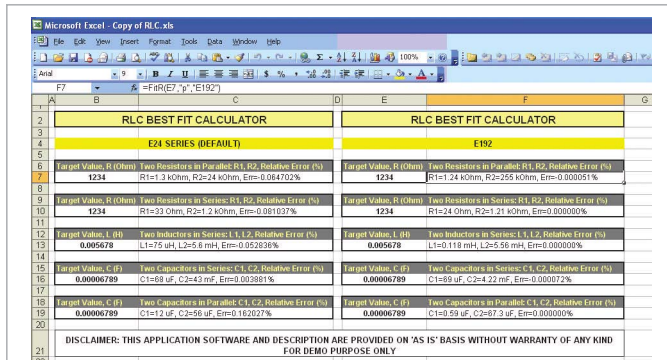 Microsoft Excel - Copy of RLC.xls
File Edit View Insert Format Tools Data Window Help
100%
Arial 9 B I U
F7 fx =FitR(E7,"p","E192")
A B C D E F G
2 RLC BEST FIT CALCULATOR RLC BEST FIT CALCULATOR
3
4 E24 SERIES (DEFAULT) E192
5
6 Target Value, R (Ohm) Two Resistors in Parallel: R1, R2, Relative Error (%) Target Value, R (Ohm) Two Resistors in Parallel: R1, R2, Relative Error (%)
7 1234 R1=1.3 kOhm, R2=24 kOhm, Err=-0.064702% 1234 R1=1.24 kOhm, R2=255 kOhm, Err=-0.000051%
8
9 Target Value, R (Ohm) Two Resistors in Series: R1, R2, Relative Error (%) Target Value, R (Ohm) Two Resistors in Series: R1, R2, Relative Error (%)
10 1234 R1=33 Ohm, R2=1.2 kOhm, Err=-0.081037% 1234 R1=24 Ohm, R2=1.21 kOhm, Err=0.000000%
11
12 Target Value, L (H) Two Inductors in Series: L1, L2, Relative Error (%) Target Value, L (H) Two Inductors in Series: L1, L2, Relative Error (%)
13 0.005678 L1=75 uH, L2=5.6 mH, Err=-0.052836% 0.005678 L1=0.118 mH, L2=5.56 mH, Err=0.000000%
14
15 Target Value, C (F) Two Capacitors in Series: C1, C2, Relative Error (%) Target Value, C (F) Two Capacitors in Series: C1, C2, Relative Error (%)
16 0.00006789 C1=68 uF, C2=43 mF, Err=0.003881% 0.00006789 C1=69 uF, C2=4.22 mF, Err=-0.000072%
17
18 Target Value, C (F) Two Capacitors in Parallel: C1, C2, Relative Error (%) Target Value, C (F) Two Capacitors in Parallel: C1, C2, Relative Error (%)
19 0.00006789 C1=12 uF, C2=56 uF, Err=0.162027% 0.00006789 C1=0.59 uF, C2=67.3 uF, Err=0.000000%
20
DISCLAIMER: THIS APPLICATION SOFTWARE AND DESCRIPTION ARE PROVIDED ON 'AS IS' BASIS WITHOUT WARRANTY OF ANY KIND
21 FOR DEMO PURPOSE ONLY